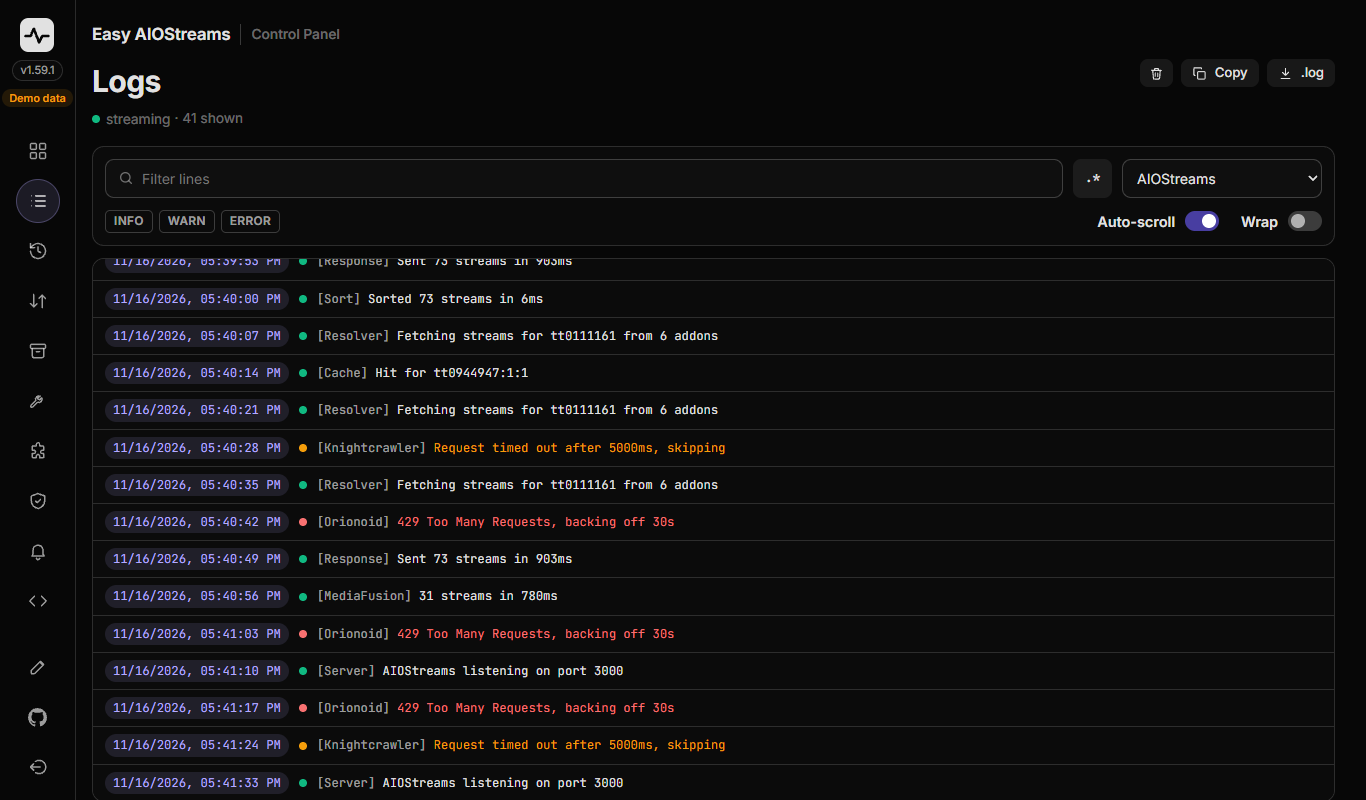 Easy AIOStreams Control Panel
v1.59.1
Demo data
Logs
Copy
.log
streaming · 41 shown
Filter lines
.*
AIOStreams
INFO WARN ERROR
Auto-scroll
Wrap
11/16/2026, 05:39:53 PM [Response] Sent 73 streams in 903ms
11/16/2026, 05:40:00 PM [Sort] Sorted 73 streams in 6ms
11/16/2026, 05:40:07 PM [Resolver] Fetching streams for tt0111161 from 6 addons
11/16/2026, 05:40:14 PM [Cache] Hit for tt0944947:1:1
11/16/2026, 05:40:21 PM [Resolver] Fetching streams for tt0111161 from 6 addons
11/16/2026, 05:40:28 PM [Knightcrawler] Request timed out after 5000ms, skipping
11/16/2026, 05:40:35 PM [Resolver] Fetching streams for tt0111161 from 6 addons
11/16/2026, 05:40:42 PM [Orionoid] 429 Too Many Requests, backing off 30s
11/16/2026, 05:40:49 PM [Response] Sent 73 streams in 903ms
11/16/2026, 05:40:56 PM [MediaFusion] 31 streams in 780ms
11/16/2026, 05:41:03 PM [Orionoid] 429 Too Many Requests, backing off 30s
11/16/2026, 05:41:10 PM [Server] AIOStreams listening on port 3000
11/16/2026, 05:41:17 PM [Orionoid] 429 Too Many Requests, backing off 30s
11/16/2026, 05:41:24 PM [Knightcrawler] Request timed out after 5000ms, skipping
11/16/2026, 05:41:33 PM [Server] AIOStreams listening on port 3000